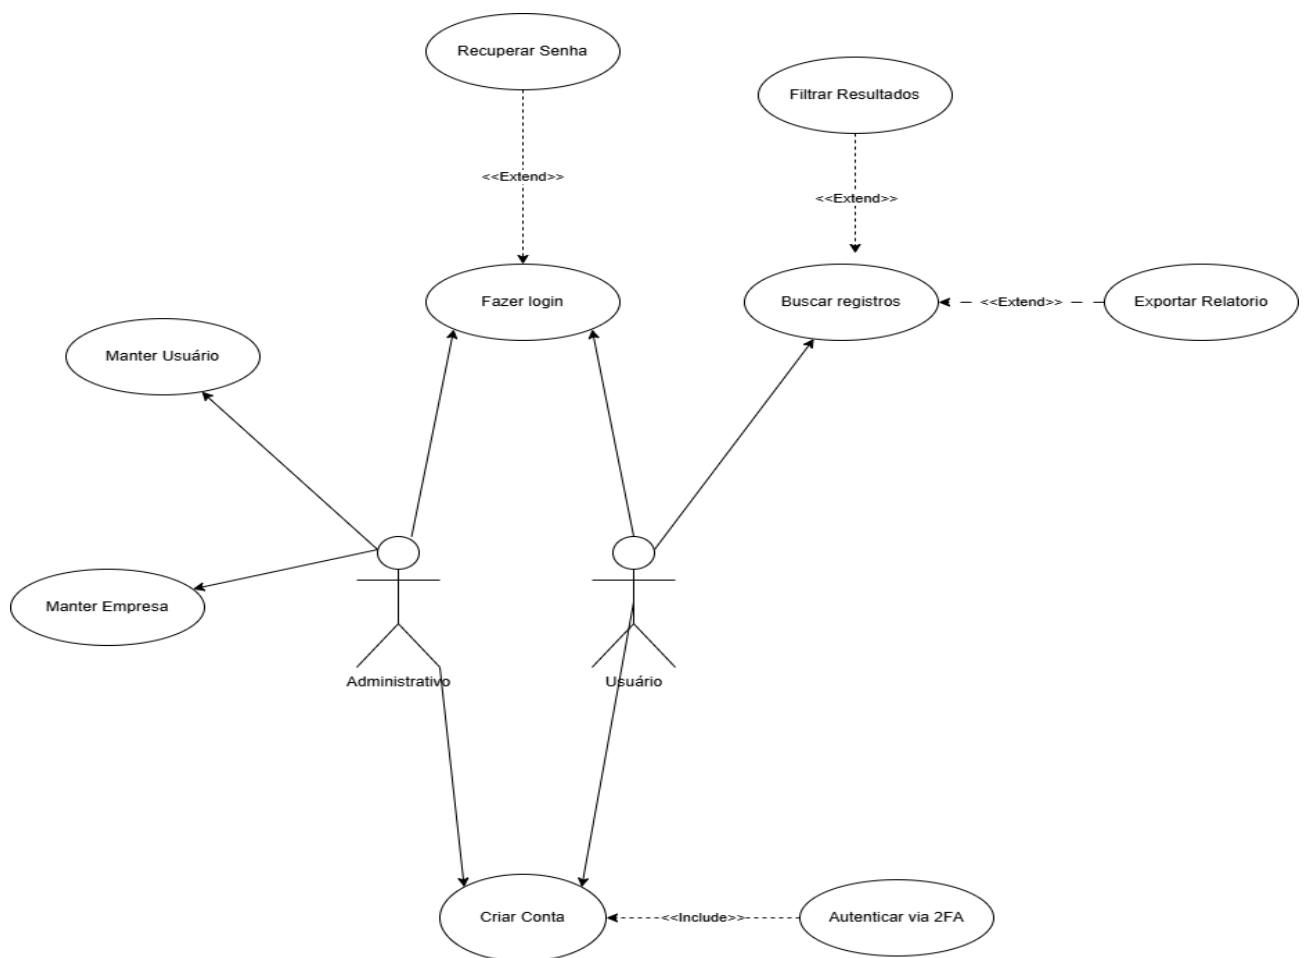 Recuperar Senha
Filtrar Resultados
<<Extend>>
<<Extend>>
Fazer login
Buscar registros
<<Extend>>
Exportar Relatorio
Manter Usuário
Manter Empresa
Administrativo
Usuário
Criar Conta
<<Include>>
Autenticar via 2FA